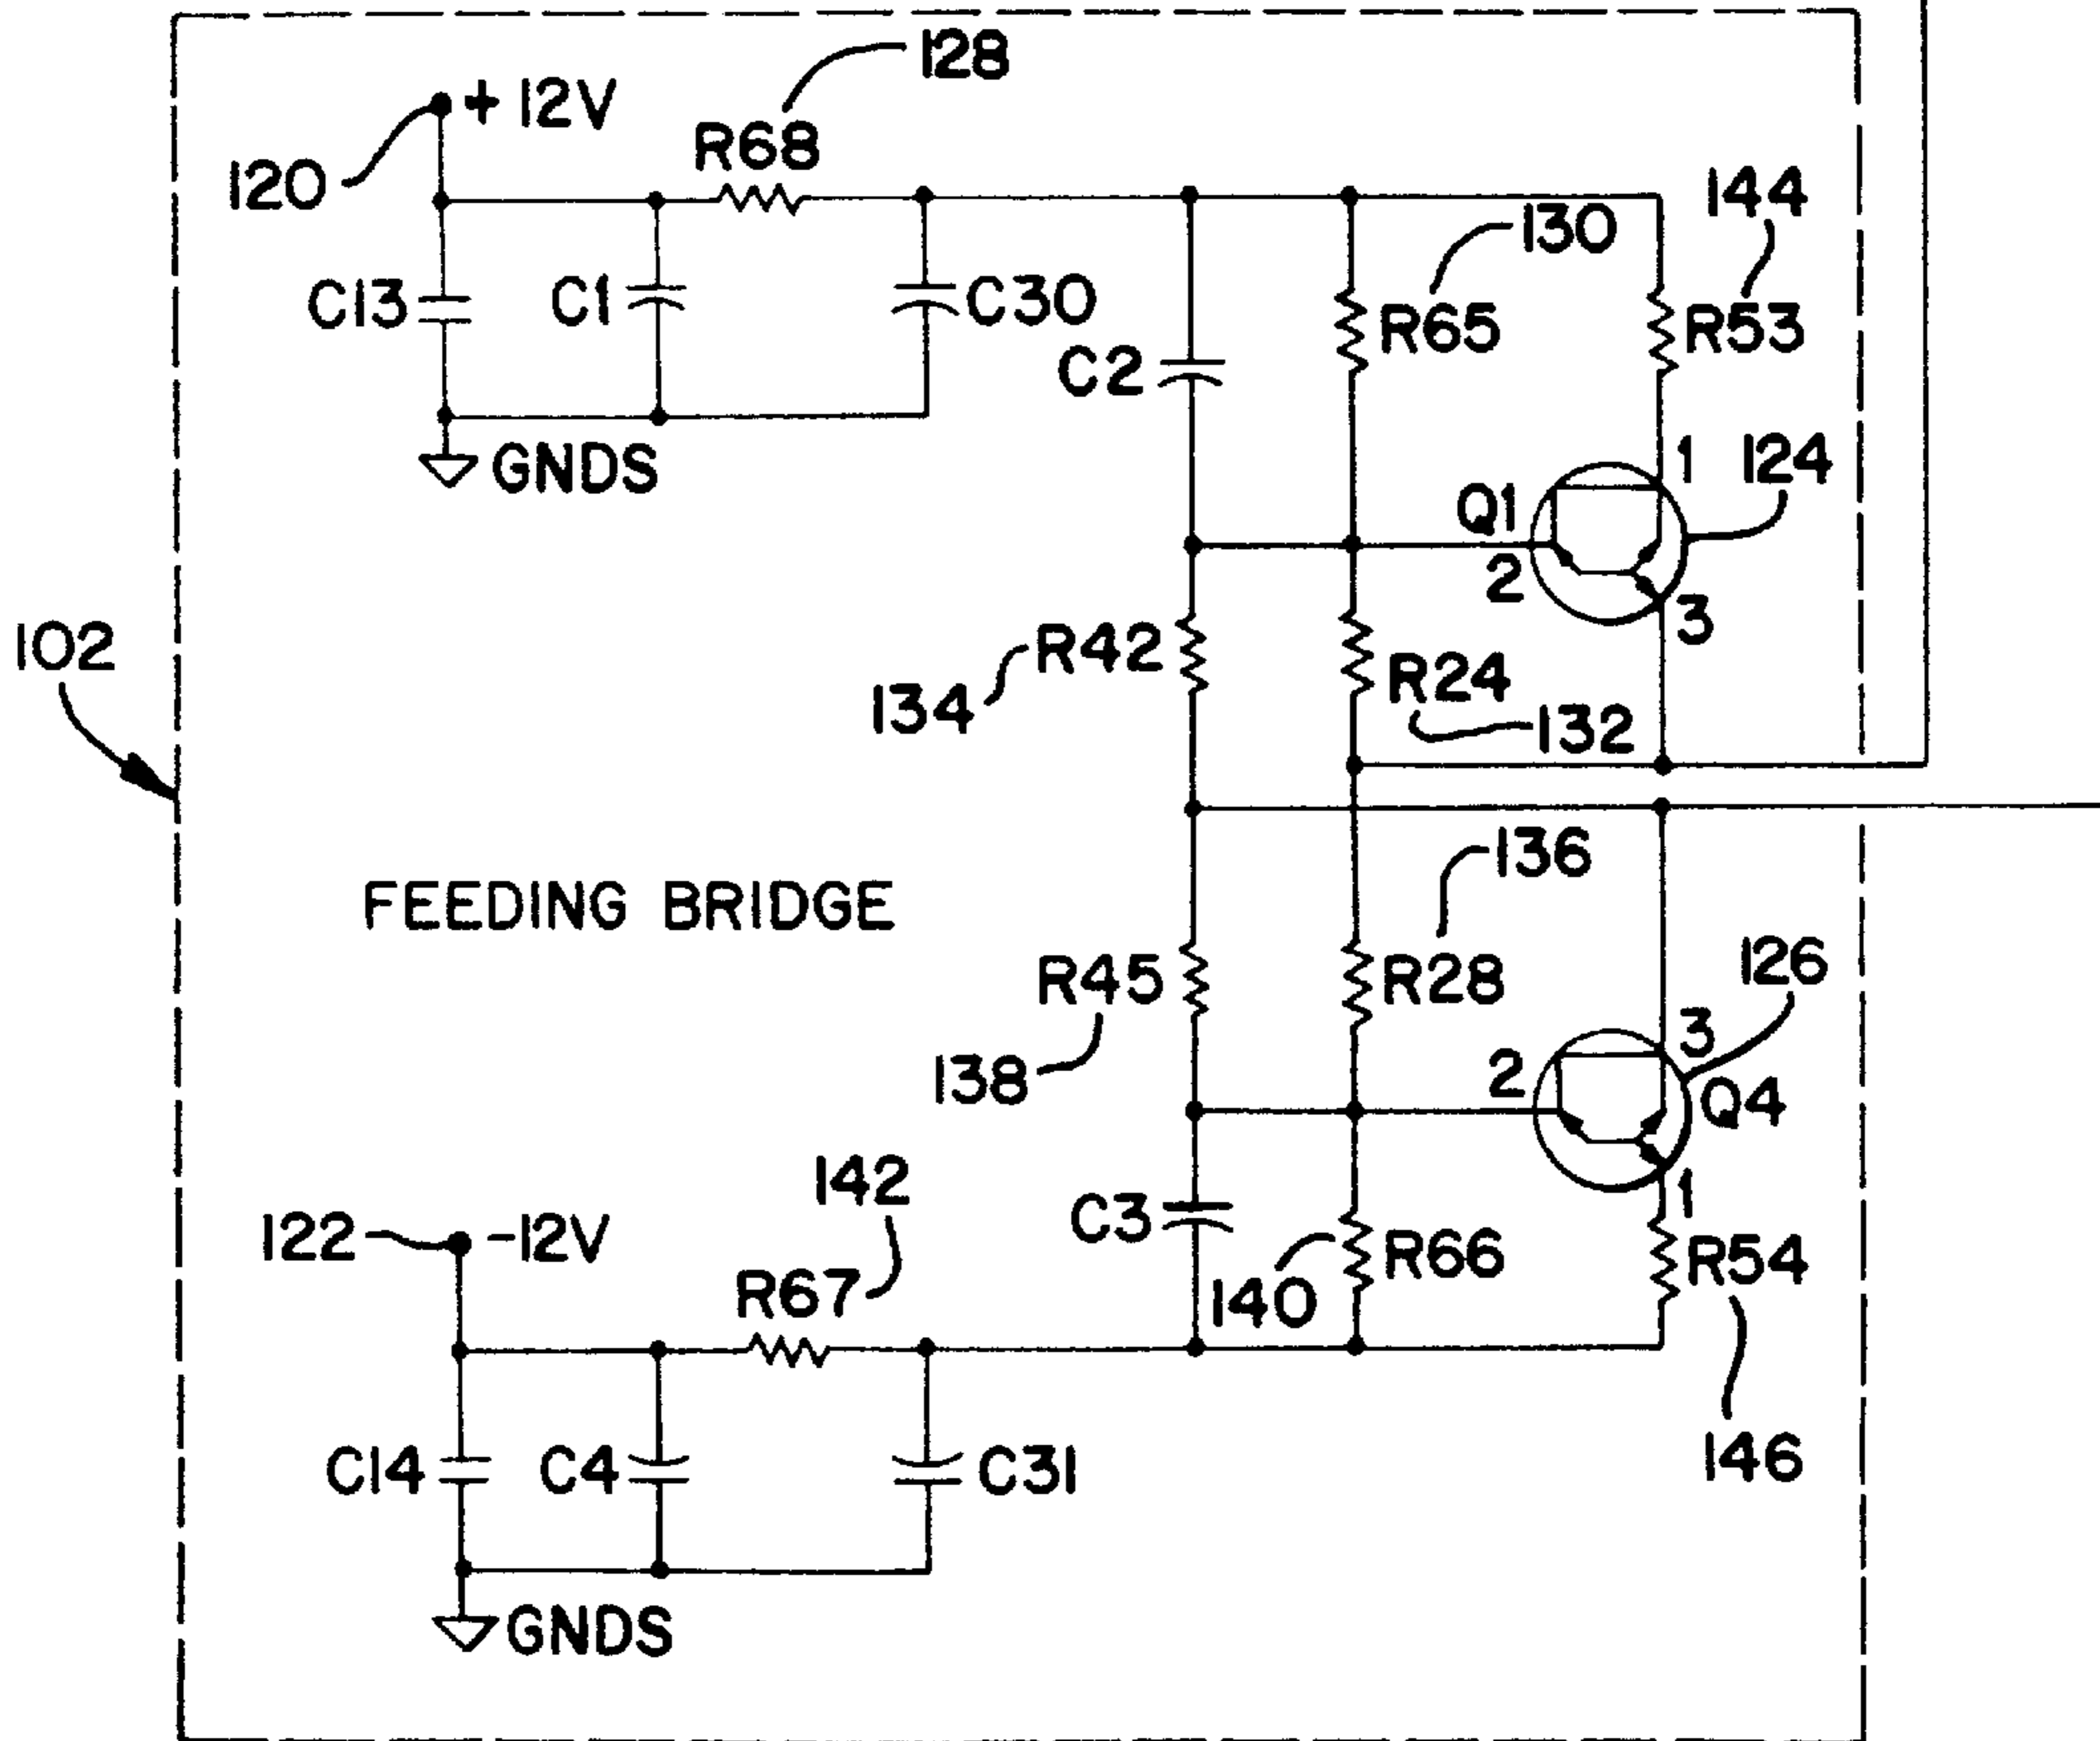 128
+12V
R68
120
144
130
C13
C1
C30
R65
R53
C2
GNDS
1
124
Q1
2
3
102
R42
R24
134
132
136
FEEDING BRIDGE
R45
R28
126
3
2
138
Q4
142
1
C3
122
-12V
R66
R54
R67
140
C14
C4
C31
146
GNDS